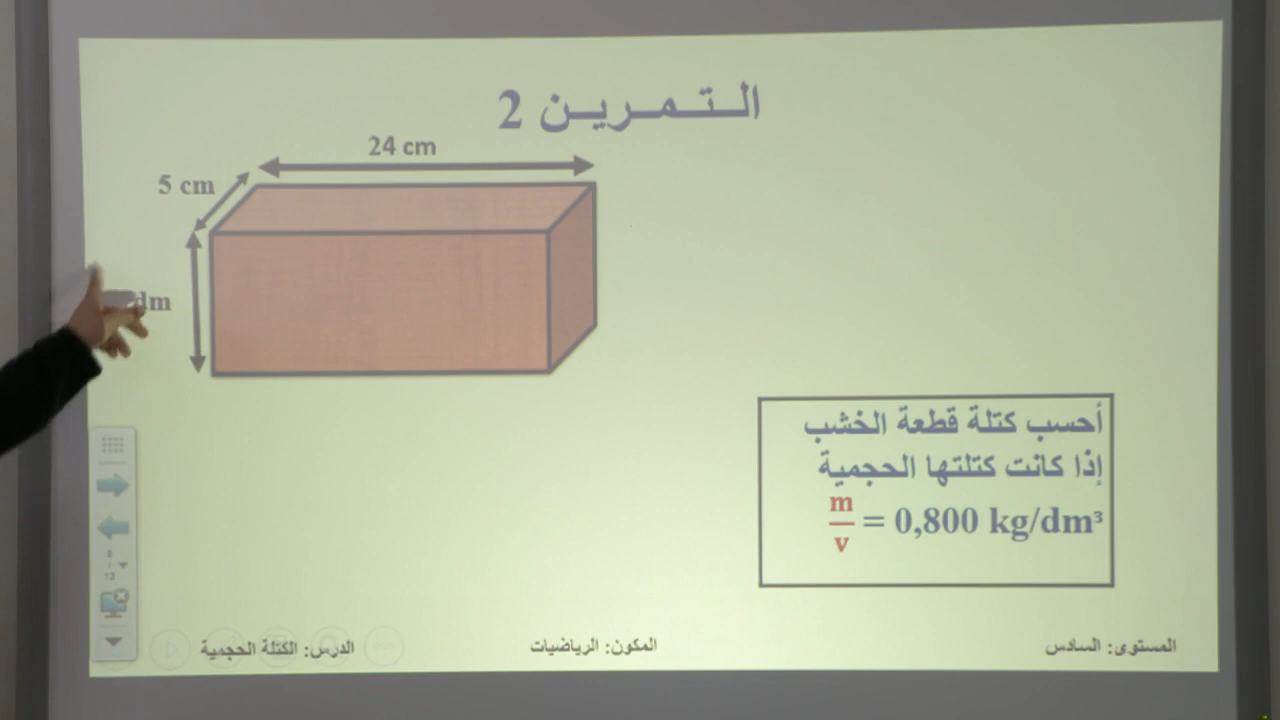 الـتـمـريـن 2
24 cm
5 cm
dm
أحسب كتلة قطعة الخشب
إذا كانت كتلتها الحجمية
m/v = 0,800 kg/dm³
المستوى: السادس
المكون: الرياضيات
الدرس: الكتلة الحجمية